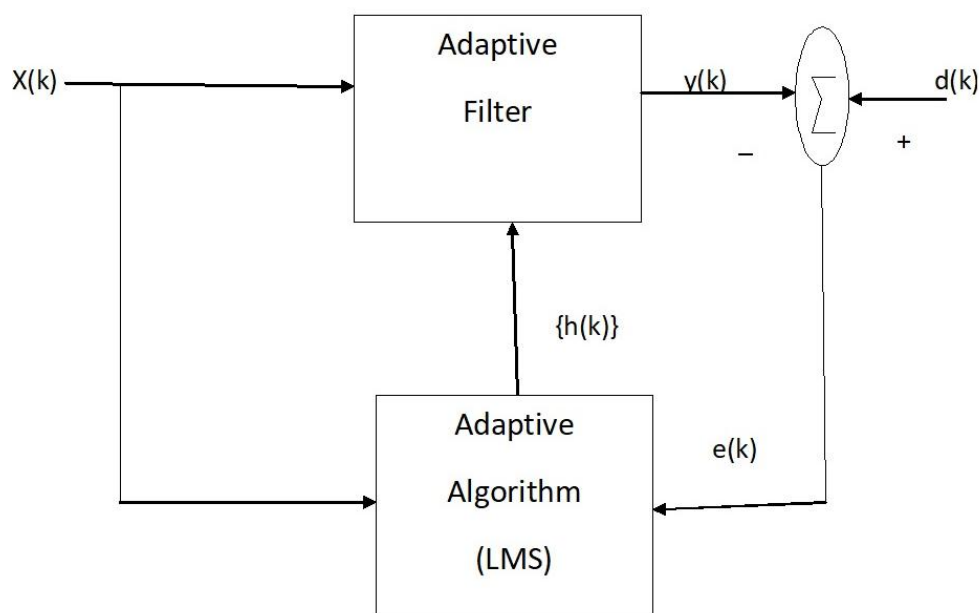 Adaptive
Filter
X(k)
y(k)
∑
d(k)
–
+
{h(k)}
Adaptive
Algorithm
(LMS)
e(k)